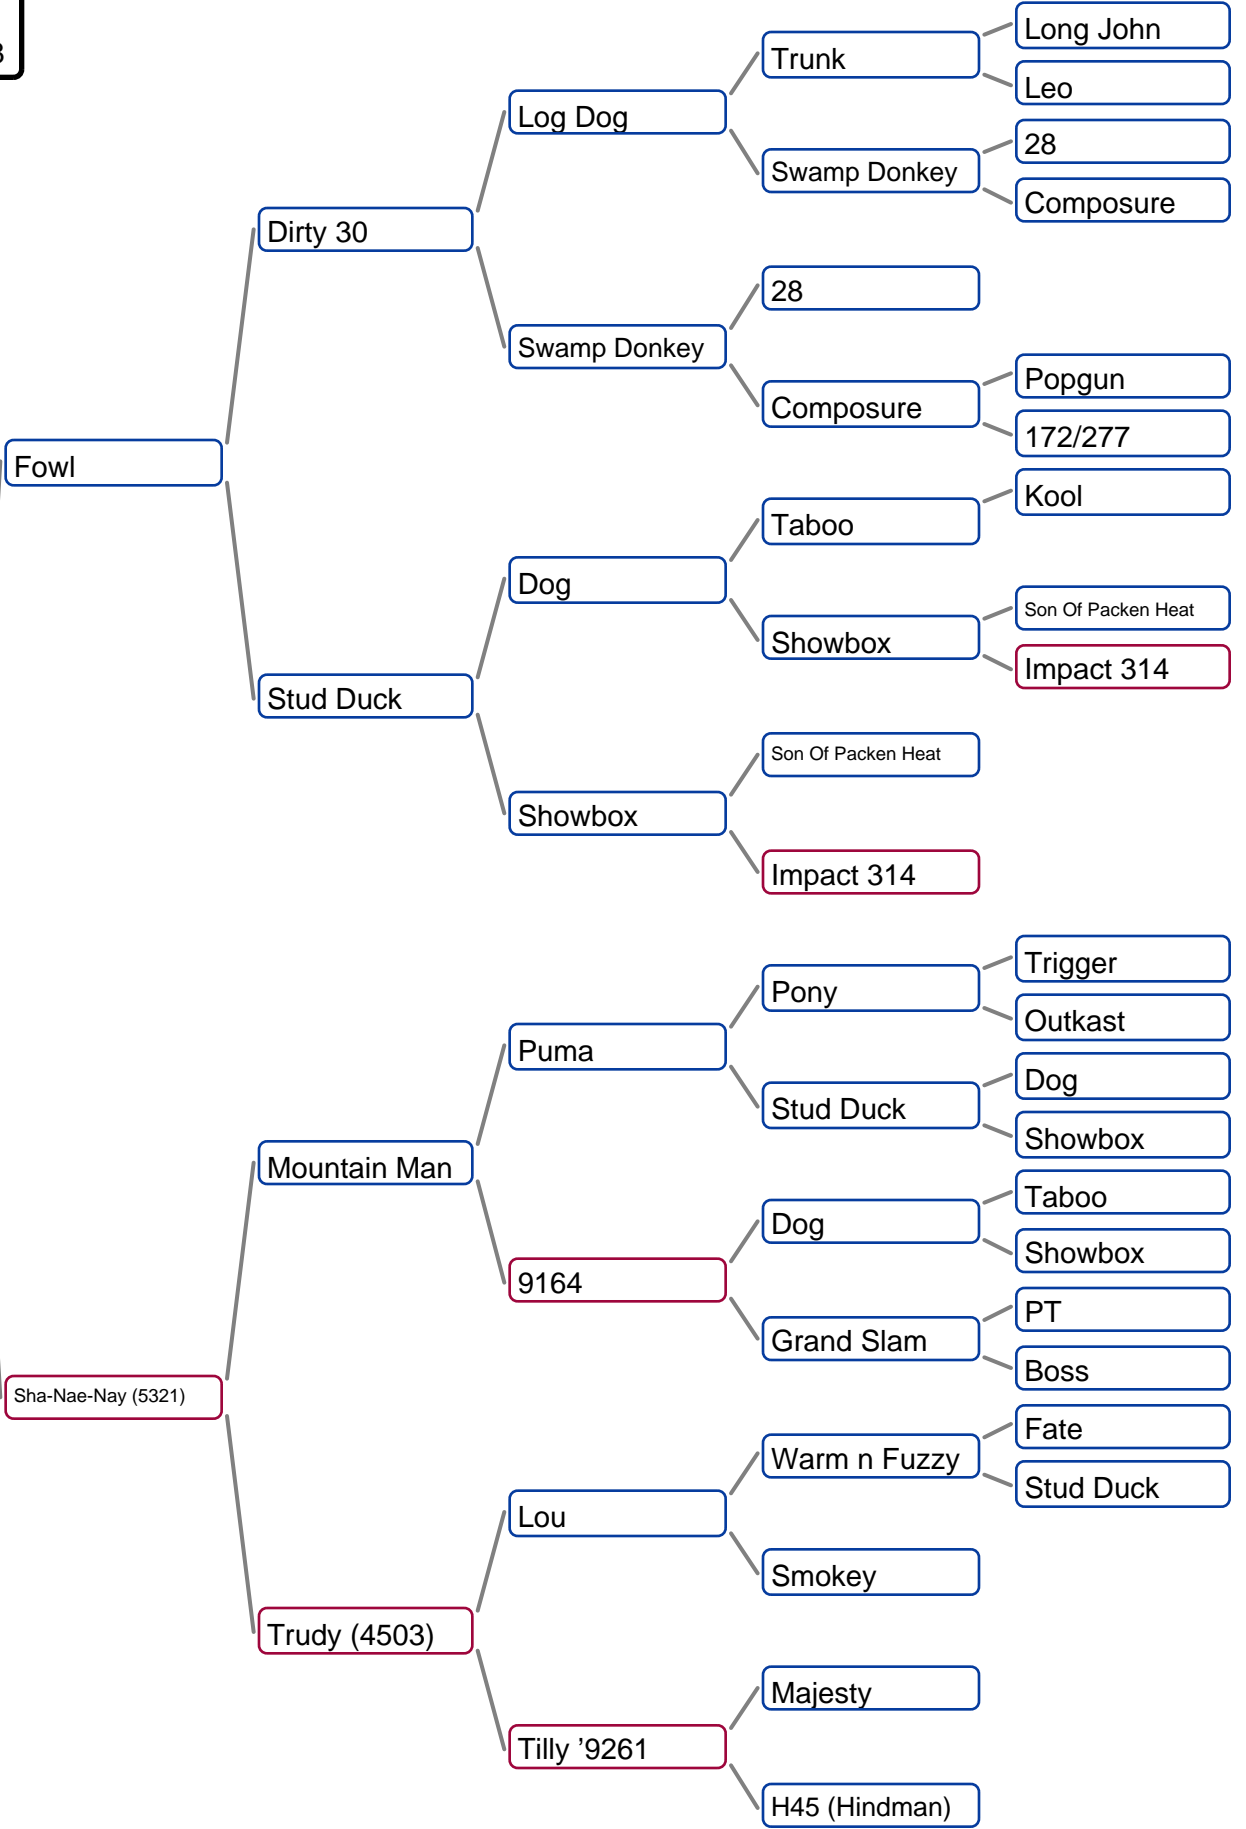 Long John
Trunk
Leo
Log Dog
28
Swamp Donkey
Composure
Dirty 30
28
Swamp Donkey
Popgun
Composure
172/277
Fowl
Kool
Taboo
Dog
Son Of Packen Heat
Showbox
Impact 314
Stud Duck
Son Of Packen Heat
Showbox
Impact 314
Trigger
Pony
Outkast
Puma
Dog
Stud Duck
Showbox
Mountain Man
Taboo
Dog
Showbox
9164
PT
Grand Slam
Boss
Sha-Nae-Nay (5321)
Fate
Warm n Fuzzy
Stud Duck
Lou
Smokey
Trudy (4503)
Majesty
Tilly ’9261
H45 (Hindman)